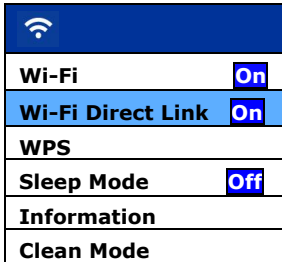 Wi-Fi On
Wi-Fi Direct Link On
WPS
Sleep Mode Off
Information
Clean Mode